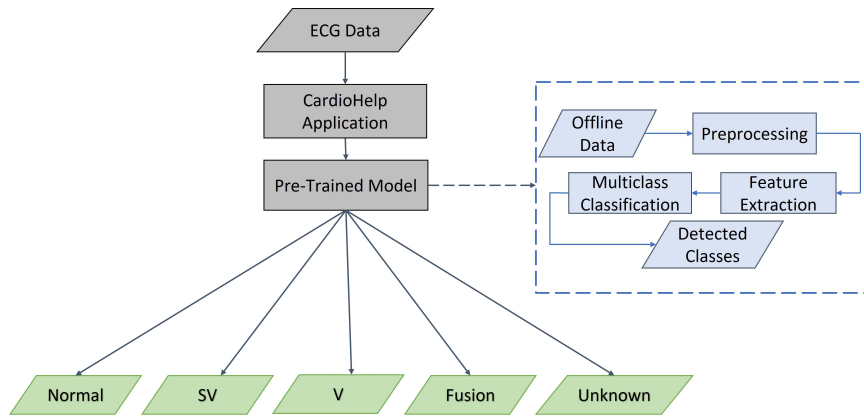 ECG Data
CardioHelp
Application
Pre-Trained Model
Offline
Data
Preprocessing
Multiclass
Classification
Feature
Extraction
Detected
Classes
Normal
SV
V
Fusion
Unknown